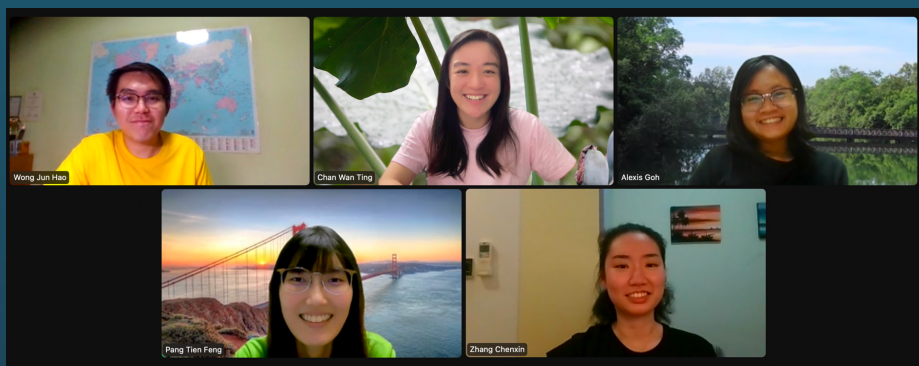 Wong Jun Hao
Chan Wan Ting
Alexis Goh
Pang Tien Feng
Zhang Chenxin